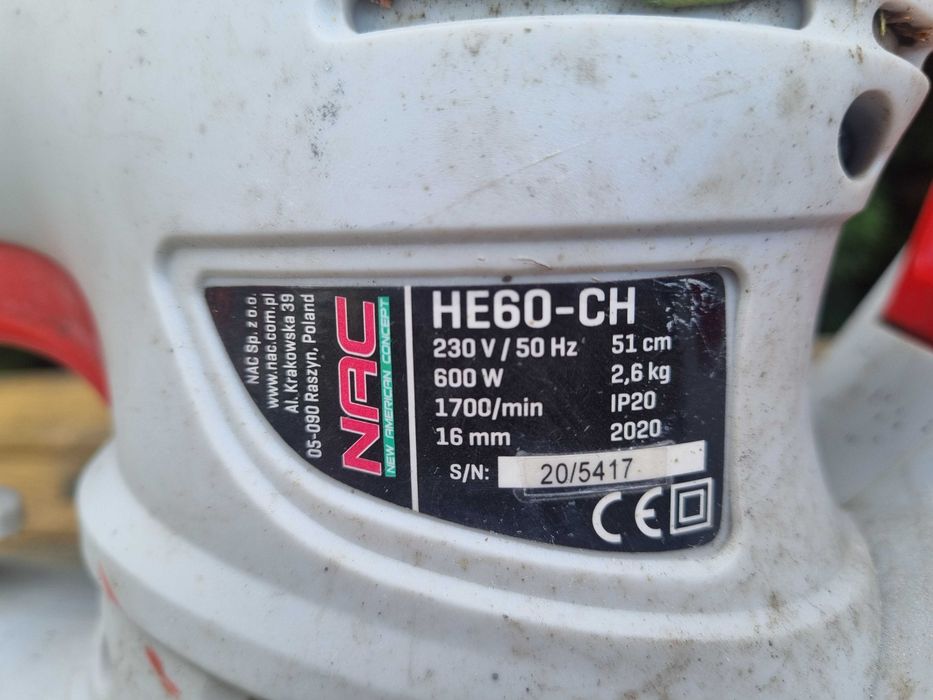 NAC Sp. z o.o.
www.nac.com.pl
Al. Krakowska 39
05-090 Raszyn, Poland
NAC
NEW AMERICAN CONCEPT
HE60-CH
230 V / 50 Hz 51 cm
600 W 2,6 kg
1700/min IP20
16 mm 2020
S/N: 20/5417
CE